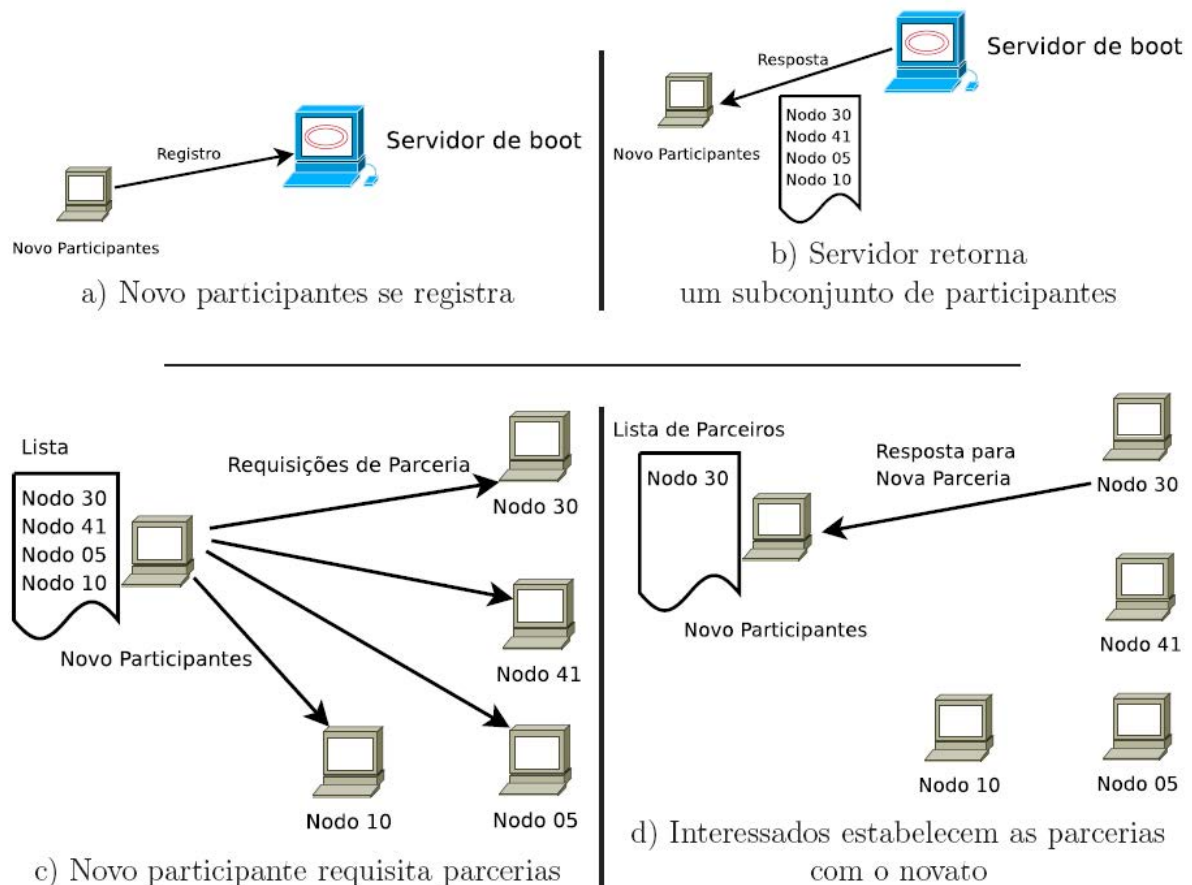 Registro
Servidor de boot
Novo Participantes
a) Novo participantes se registra
Resposta
Servidor de boot
Novo Participantes
Nodo 30
Nodo 41
Nodo 05
Nodo 10
b) Servidor retorna
um subconjunto de participantes
Lista
Nodo 30
Nodo 41
Nodo 05
Nodo 10
Requisições de Parceria
Nodo 30
Nodo 41
Novo Participantes
Nodo 10
Nodo 05
c) Novo participante requisita parcerias
Lista de Parceiros
Nodo 30
Resposta para
Nova Parceria
Nodo 30
Novo Participantes
Nodo 41
Nodo 10
Nodo 05
d) Interessados estabelecem as parcerias
com o novato